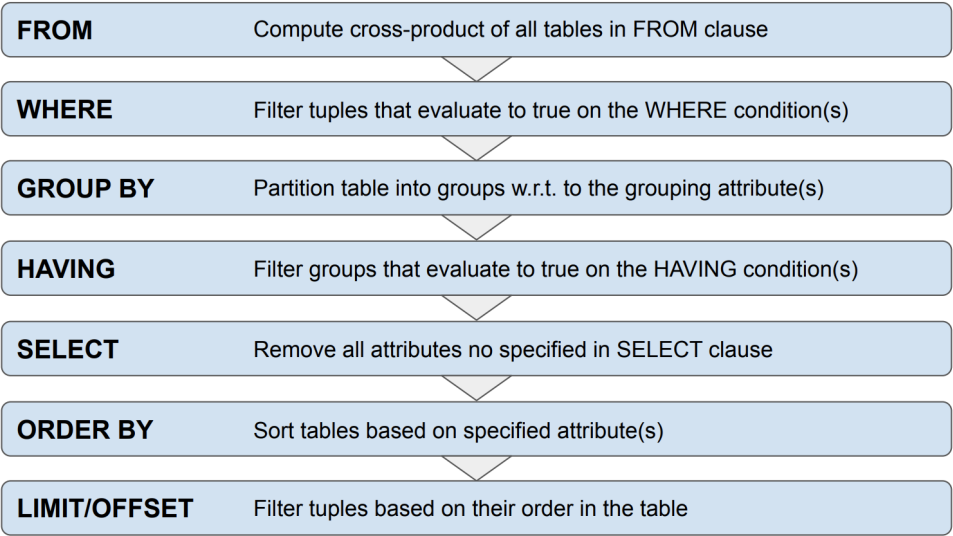 FROM Compute cross-product of all tables in FROM clause
WHERE Filter tuples that evaluate to true on the WHERE condition(s)
GROUP BY Partition table into groups w.r.t. to the grouping attribute(s)
HAVING Filter groups that evaluate to true on the HAVING condition(s)
SELECT Remove all attributes no specified in SELECT clause
ORDER BY Sort tables based on specified attribute(s)
LIMIT/OFFSET Filter tuples based on their order in the table